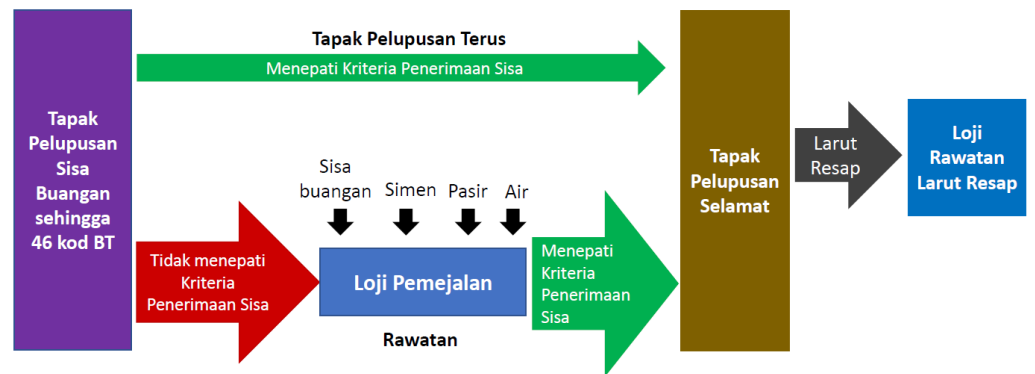 Tapak
Pelupusan
Sisa
Buangan
sehingga
46 kod BT
Tapak Pelupusan Terus
Menepati Kriteria Penerimaan Sisa
Tidak menepati
Kriteria
Penerimaan Sisa
Sisa
buangan
Simen
Pasir
Air
Loji Pemejalan
Rawatan
Menepati
Kriteria
Penerimaan
Sisa
Tapak
Pelupusan
Selamat
Larut
Resap
Loji
Rawatan
Larut Resap